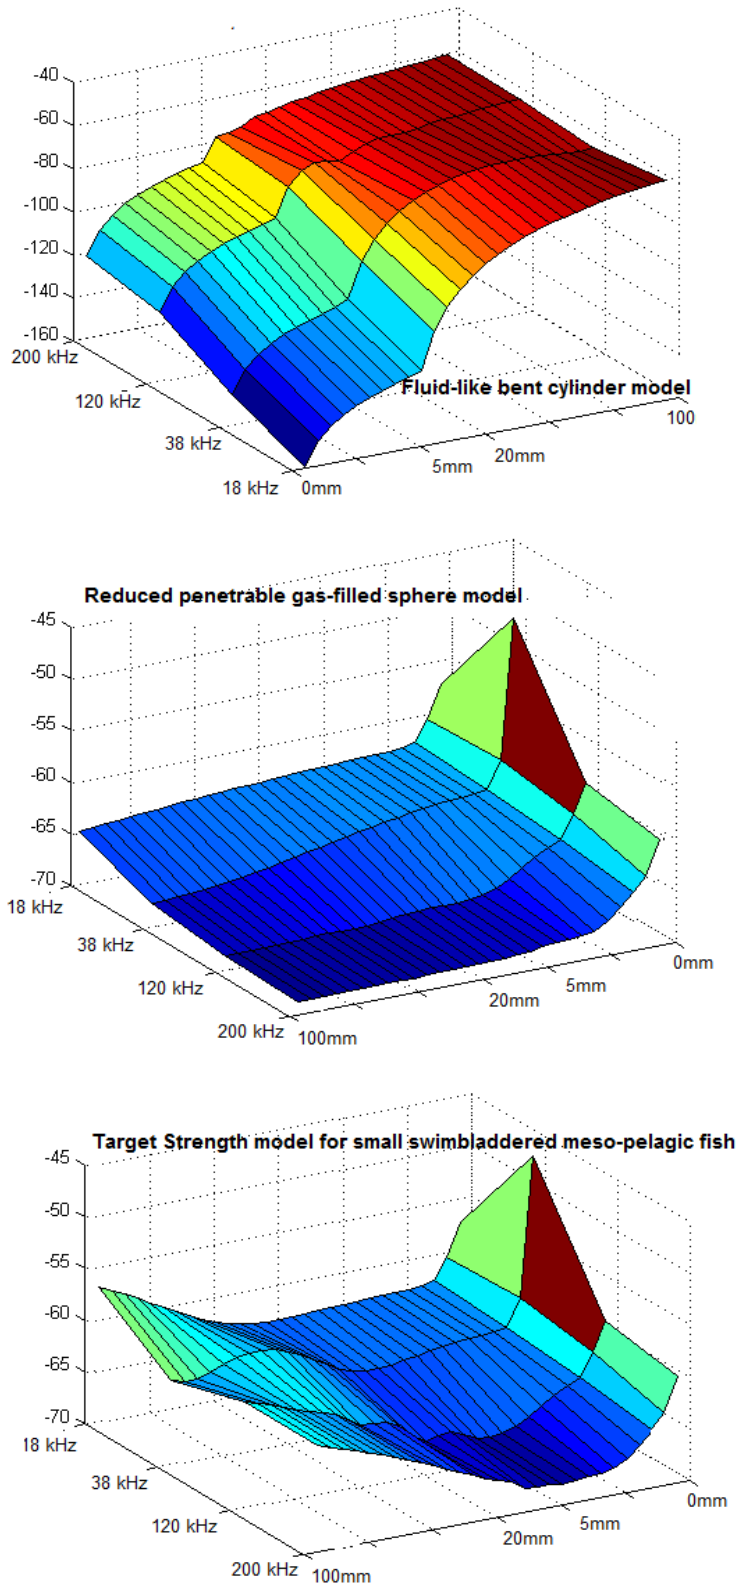 -40
-60
-80
-100
-120
-140
-160
200 kHz
120 kHz
38 kHz
18 kHz
0mm
5mm
20mm
100
Fluid-like bent cylinder model
Reduced penetrable gas-filled sphere model
-45
-50
-55
-60
-65
-70
18 kHz
38 kHz
120 kHz
200 kHz
100mm
20mm
5mm
0mm
Target Strength model for small swimbladdered meso-pelagic fish
-45
-50
-55
-60
-65
-70
18 kHz
38 kHz
120 kHz
200 kHz
100mm
20mm
5mm
0mm